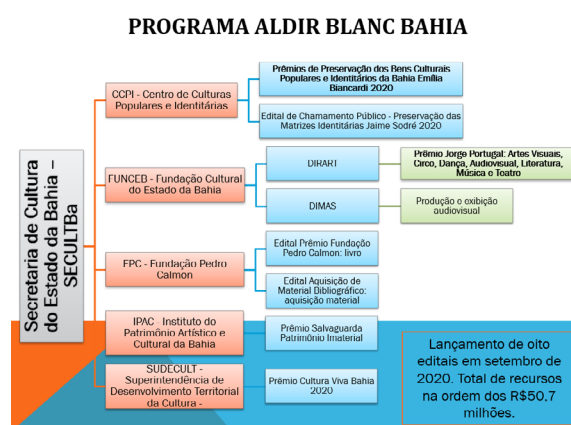 PROGRAMA ALDIR BLANC BAHIA
Secretaria de Cultura
do Estado da Bahia –
SECULTBa
CCPI - Centro de Culturas
Populares e Identitárias
Prêmios de Preservação dos Bens Culturais
Populares e Identitários da Bahia Emília
Biancardi 2020
Edital de Chamamento Público - Preservação das
Matrizes Identitárias Jaime Sodré 2020
FUNCEB - Fundação Cultural
do Estado da Bahia
DIRART
Prêmio Jorge Portugal: Artes Visuais,
Circo, Dança, Audiovisual, Literatura,
Música e Teatro
DIMAS
Produção o exibição
audiovisual
FPC - Fundação Pedro
Calmon
Edital Prêmio Fundação
Pedro Calmon: livro
Edital Aquisição de
Material Bibliográfico:
aquisição material
IPAC - Instituto do
Patrimônio Artístico e
Cultural da Bahia
Prêmio Salvaguarda
Patrimônio Imaterial
SUDECULT -
Superintendência de
Desenvolvimento Territorial
da Cultura -
Prêmio Cultura Viva Bahia
2020
Lançamento de oito
editais em setembro de
2020. Total de recursos
na ordem dos R$50,7
milhões.